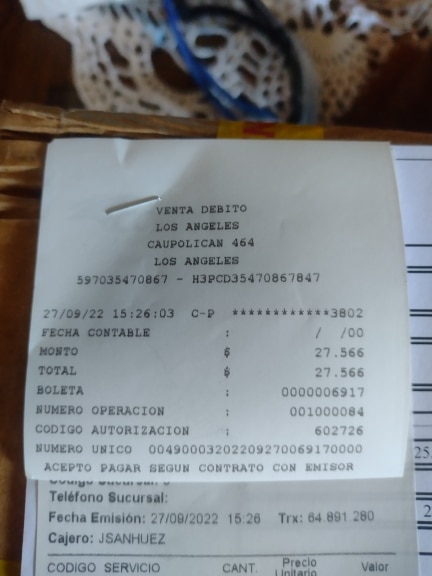 VENTA DEBITO
LOS ANGELES
CAUPOLICAN 464
LOS ANGELES
597035470867 - H3PCD35470867847
27/09/22 15:26:03 C-P ************3802
FECHA CONTABLE : / /00
MONTO $ 27.566
TOTAL $ 27.566
BOLETA : 0000006917
NUMERO OPERACION : 001000084
CODIGO AUTORIZACION : 602726
NUMERO UNICO 00490003202209270069170000
ACEPTO PAGAR SEGUN CONTRATO CON EMISOR
Teléfono Sucursal:
Fecha Emisión: 27/09/2022 15:26 Trx: 64.891.280
Cajero: JSANHUEZ
CODIGO SERVICIO CANT. Precio Unitario Valor